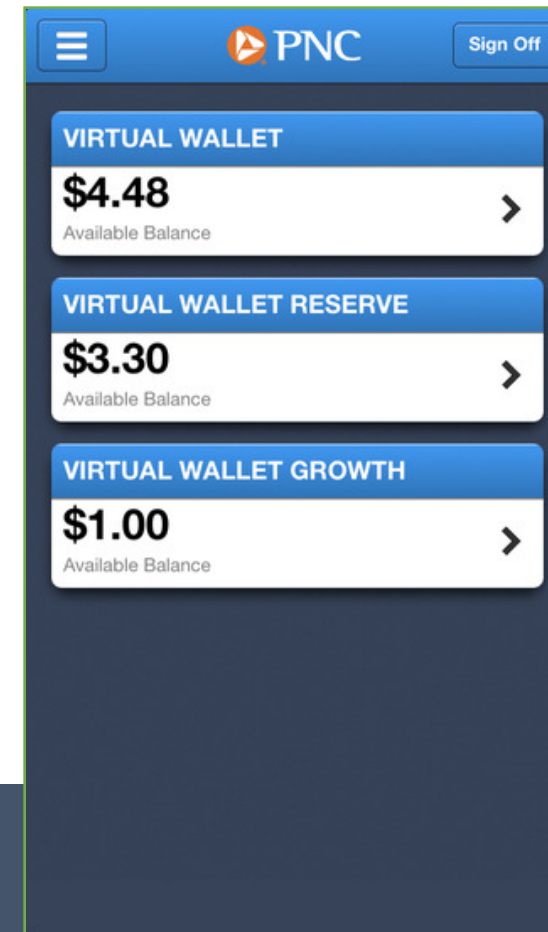 PNC
Sign Off
VIRTUAL WALLET
$4.48
Available Balance
VIRTUAL WALLET RESERVE
$3.30
Available Balance
VIRTUAL WALLET GROWTH
$1.00
Available Balance